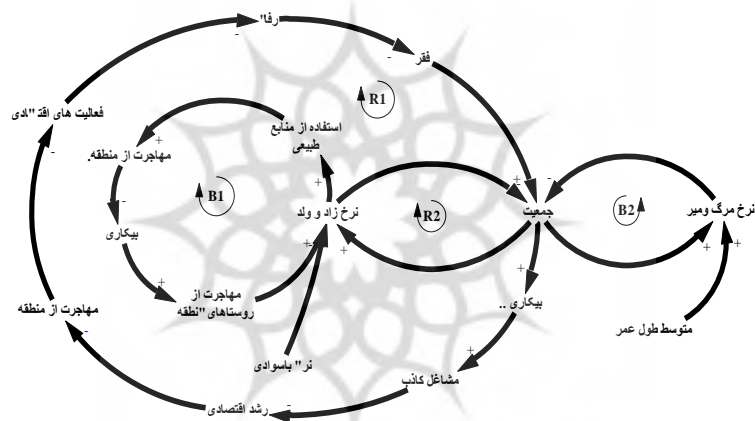 رفا"
-
-
فقر
فعالیت های اقت "ادی
-
R1
استفاده از منابع
طبیعی
+
مهاجرت از منطقه.
+
-
B1
بیکاری
+
نرخ زاد و ولد
+
+
R2
+
+
جمعیت
-
B2
نرخ مرگ ومیر
+
+
مهاجرت از
روستاهای "نطقه
+
بیکاری ..
مهاجرت از منطقه
-
نر" باسوادی
متوسط طول عمر
+
مشاغل کاذب
-
رشد اقتصادی